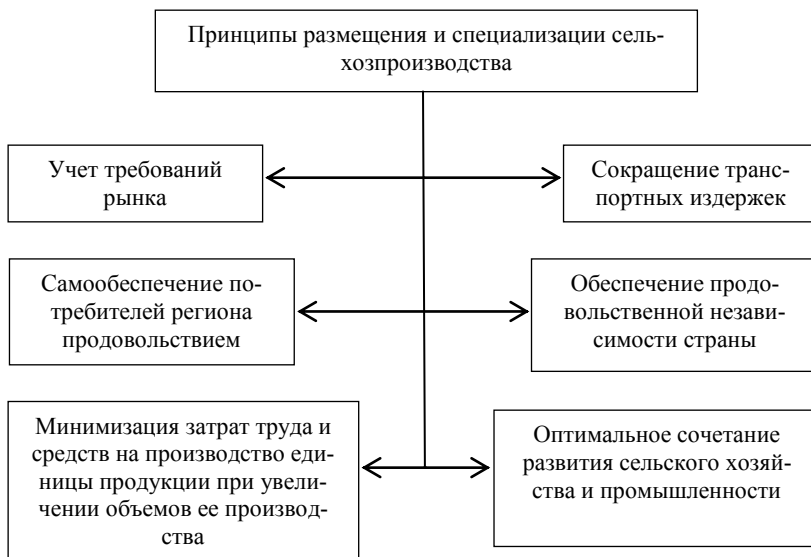 Принципы размещения и специализации сель-
хозпроизводства
Учет требований
рынка
Сокращение транс-
портных издержек
Самообеспечение по-
требителей региона
продовольствием
Обеспечение продо-
вольственной незави-
симости страны
Минимизация затрат труда и
средств на производство еди-
ницы продукции при увели-
чении объемов ее производ-
ства
Оптимальное сочетание
развития сельского хозяй-
ства и промышленности